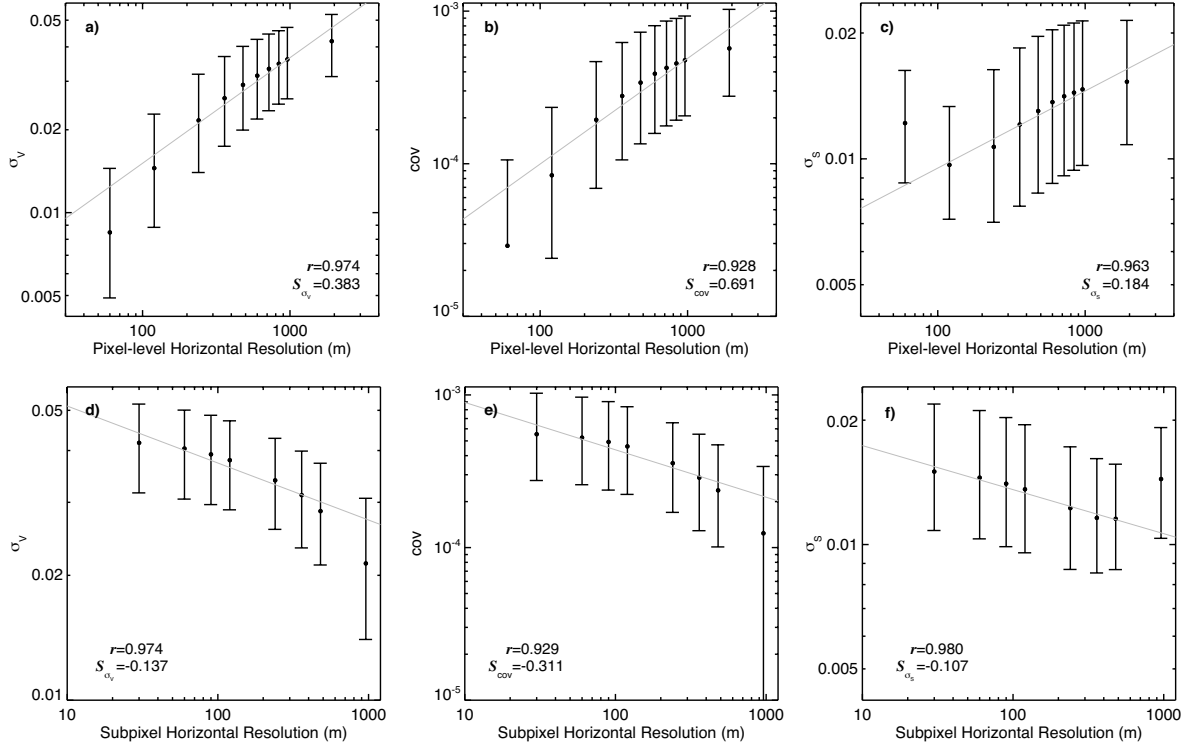 a)
0.05
0.02
0.01
0.005
σv
r=0.974
Sσv=0.383
100
1000
Pixel-level Horizontal Resolution (m)
b)
10⁻³
10⁻⁴
10⁻⁵
cov
r=0.928
Scov=0.691
100
1000
Pixel-level Horizontal Resolution (m)
c)
0.02
0.01
0.005
σs
r=0.963
Sσs=0.184
100
1000
Pixel-level Horizontal Resolution (m)
d)
0.05
0.02
0.01
σv
r=0.974
Sσv=-0.137
10
100
1000
Subpixel Horizontal Resolution (m)
e)
10⁻³
10⁻⁴
10⁻⁵
cov
r=0.929
Scov=-0.311
10
100
1000
Subpixel Horizontal Resolution (m)
f)
0.02
0.01
0.005
σs
r=0.980
Sσs=-0.107
10
100
1000
Subpixel Horizontal Resolution (m)